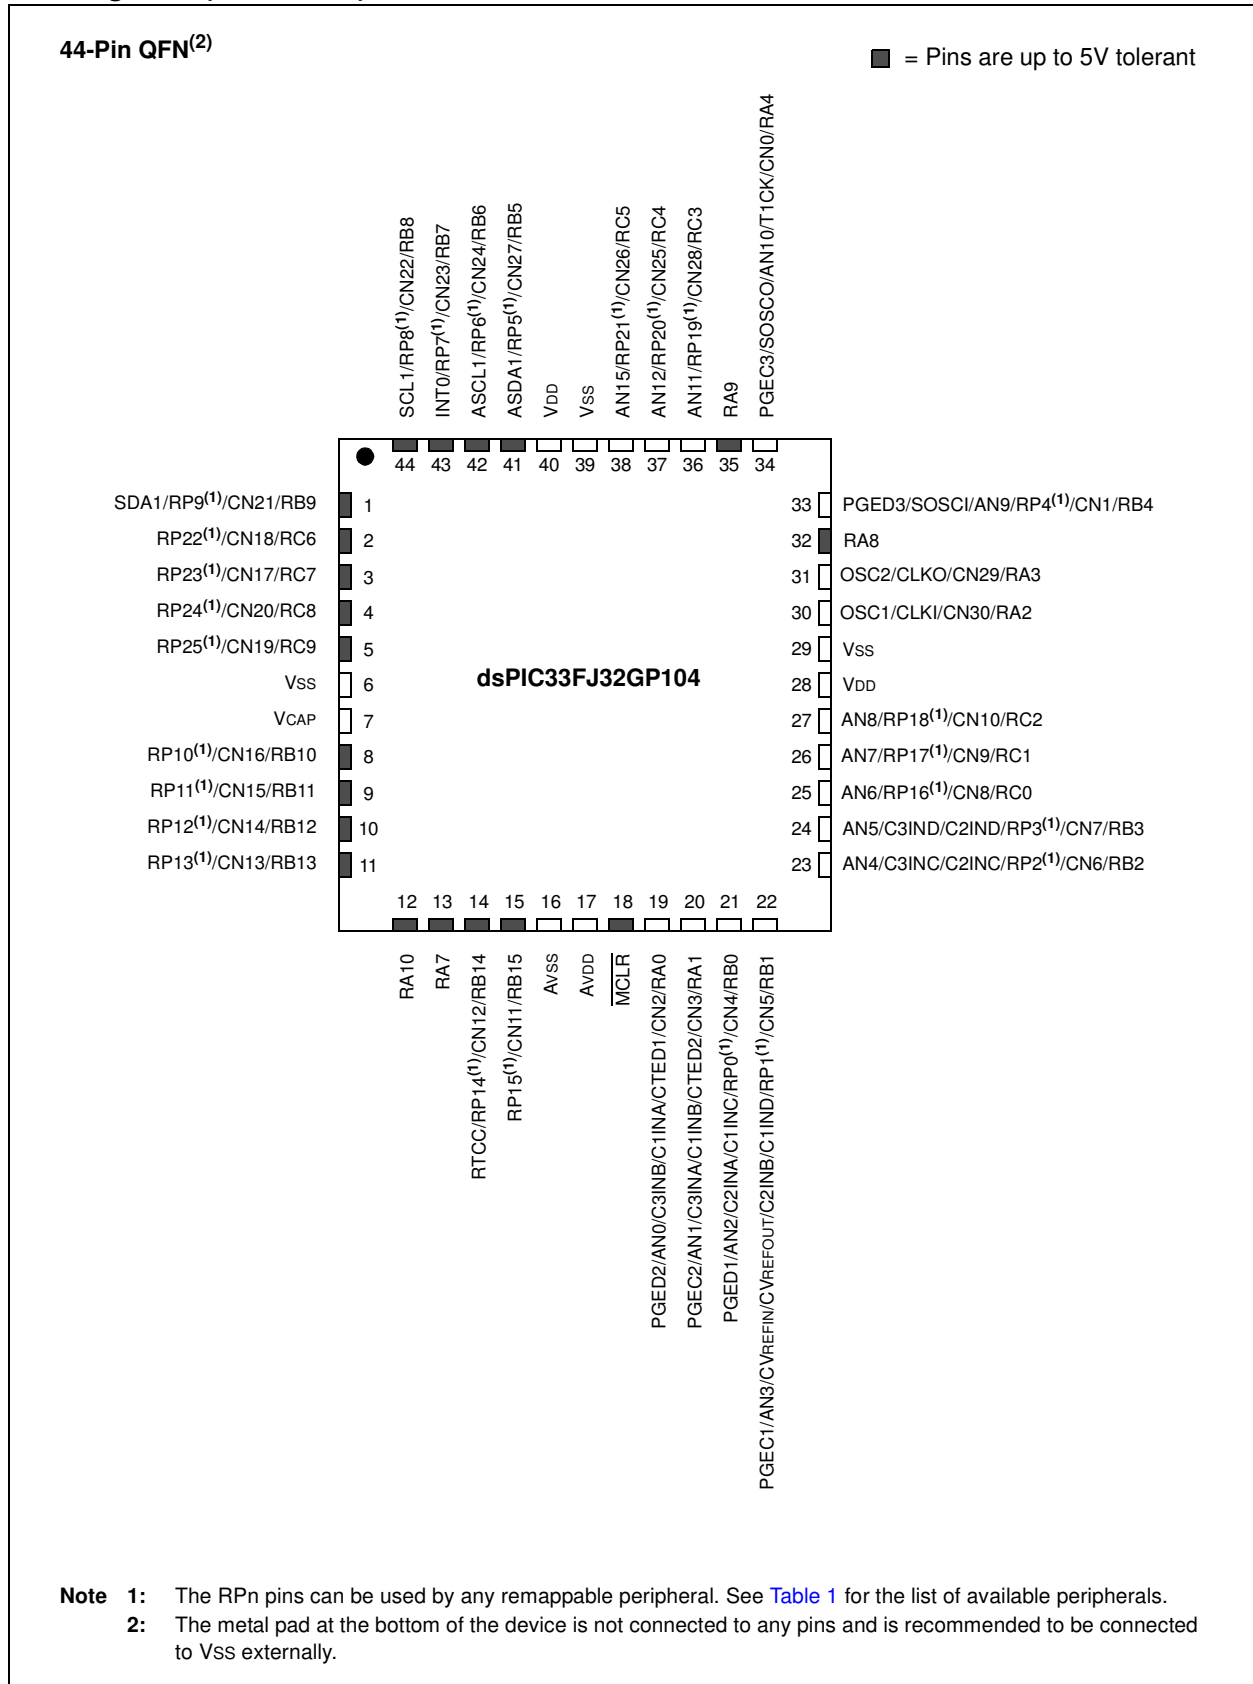 44-Pin QFN(2)
= Pins are up to 5V tolerant
SCL1/RP8(1)/CN22/RB8
INT0/RP7(1)/CN23/RB7
ASCL1/RP6(1)/CN24/RB6
ASDA1/RP5(1)/CN27/RB5
VDD
VSS
AN15/RP21(1)/CN26/RC5
AN12/RP20(1)/CN25/RC4
AN11/RP19(1)/CN28/RC3
RA9
PGEC3/SOSCO/AN10/T1CK/CN0/RA4
44 43 42 41 40 39 38 37 36 35 34
SDA1/RP9(1)/CN21/RB9 1
RP22(1)/CN18/RC6 2
RP23(1)/CN17/RC7 3
RP24(1)/CN20/RC8 4
RP25(1)/CN19/RC9 5
VSS 6
VCAP 7
RP10(1)/CN16/RB10 8
RP11(1)/CN15/RB11 9
RP12(1)/CN14/RB12 10
RP13(1)/CN13/RB13 11
dsPIC33FJ32GP104
33 PGED3/SOSCI/AN9/RP4(1)/CN1/RB4
32 RA8
31 OSC2/CLKO/CN29/RA3
30 OSC1/CLKI/CN30/RA2
29 VSS
28 VDD
27 AN8/RP18(1)/CN10/RC2
26 AN7/RP17(1)/CN9/RC1
25 AN6/RP16(1)/CN8/RC0
24 AN5/C3IND/C2IND/RP3(1)/CN7/RB3
23 AN4/C3INC/C2INC/RP2(1)/CN6/RB2
12 13 14 15 16 17 18 19 20 21 22
RA10
RA7
RTCC/RP14(1)/CN12/RB14
RP15(1)/CN11/RB15
AVSS
AVDD
MCLR
PGED2/AN0/C3INB/C1INA/CTED1/CN2/RA0
PGEC2/AN1/C3INA/C1INB/CTED2/CN3/RA1
PGED1/AN2/C2INA/C1INC/RP0(1)/CN4/RB0
PGEC1/AN3/CVREFIN/CVREFOUT/C2INB/C1IND/RP1(1)/CN5/RB1
Note 1: The RPn pins can be used by any remappable peripheral. See Table 1 for the list of available peripherals.
2: The metal pad at the bottom of the device is not connected to any pins and is recommended to be connected
to VSS externally.